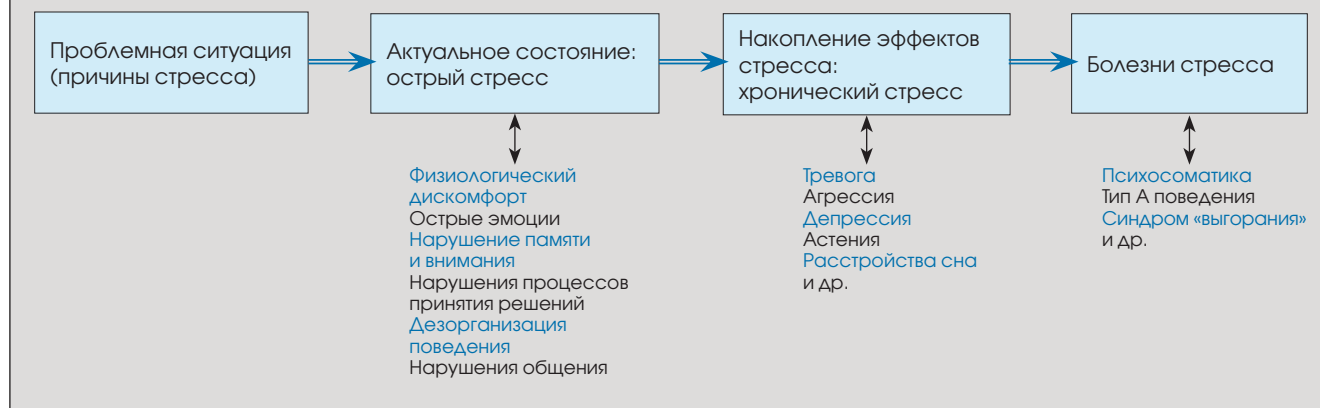 Проблемная ситуация
(причины стресса)
Актуальное состояние:
острый стресс
Накопление эффектов
стресса:
хронический стресс
Болезни стресса
Физиологический
дискомфорт
Острые эмоции
Нарушение памяти
и внимания
Нарушения процессов
принятия решений
Дезорганизация
поведения
Нарушения общения
Тревога
Агрессия
Депрессия
Астения
Расстройства сна
и др.
Психосоматика
Тип А поведения
Синдром «выгорания»
и др.